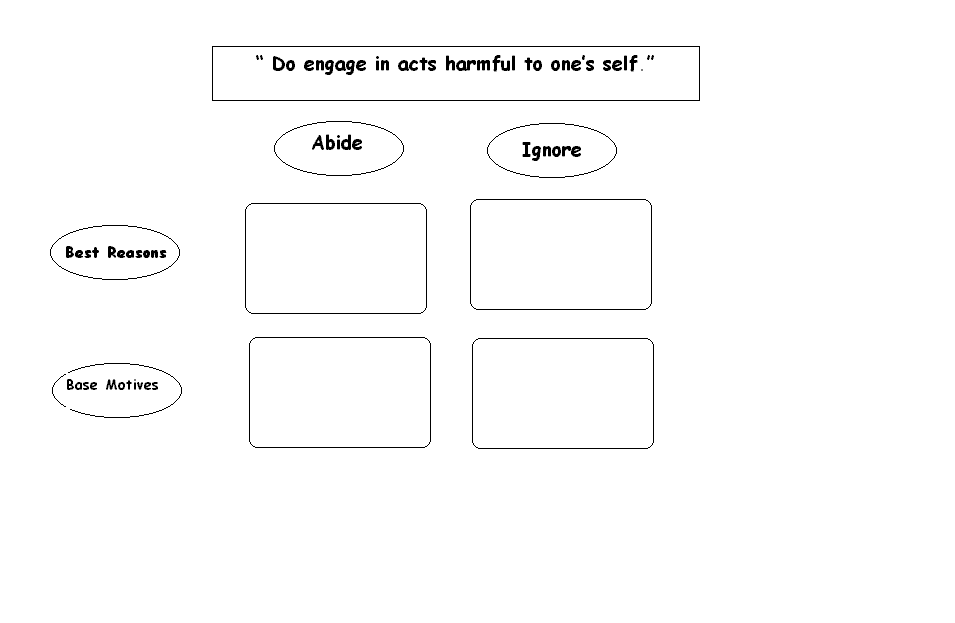 “ Do engage in acts harmful to one’s self.”
Abide
Ignore
Best Reasons
Base Motives